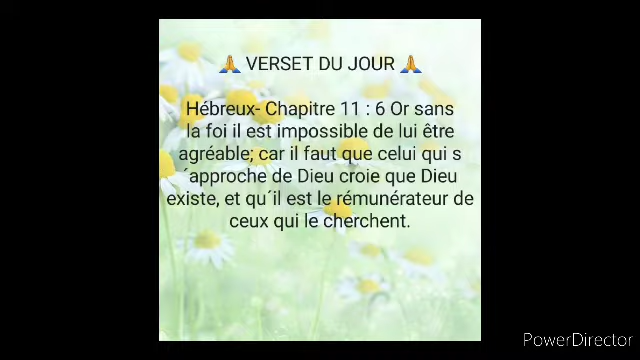 🙏 VERSET DU JOUR 🙏
Hébreux- Chapitre 11 : 6 Or sans
la foi il est impossible de lui être
agréable; car il faut que celui qui s
´approche de Dieu croie que Dieu
existe, et qu´il est le rémunérateur de
ceux qui le cherchent.
PowerDirector